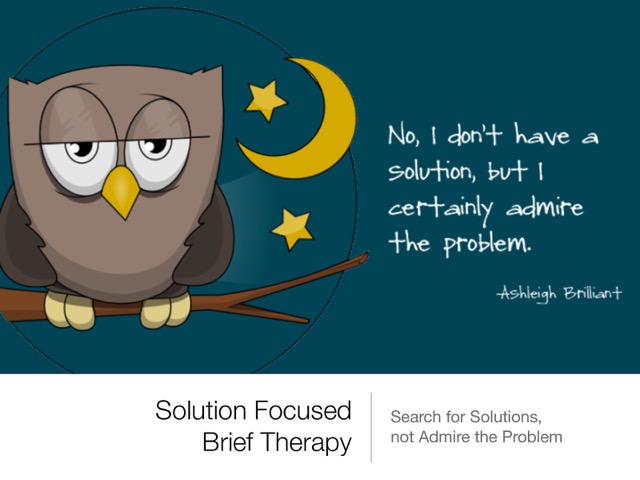 No, I don't have a
solution, but I
certainly admire
the problem.
-Ashleigh Brilliant
Solution Focused
Brief Therapy
Search for Solutions,
not Admire the Problem